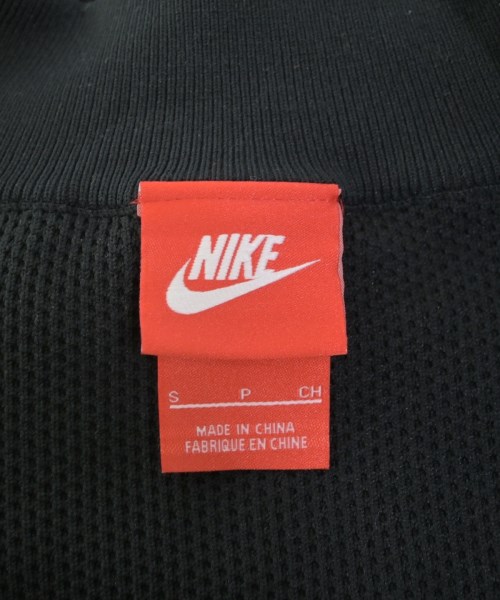 NIKE
S P CH
MADE IN CHINA
FABRIQUE EN CHINE